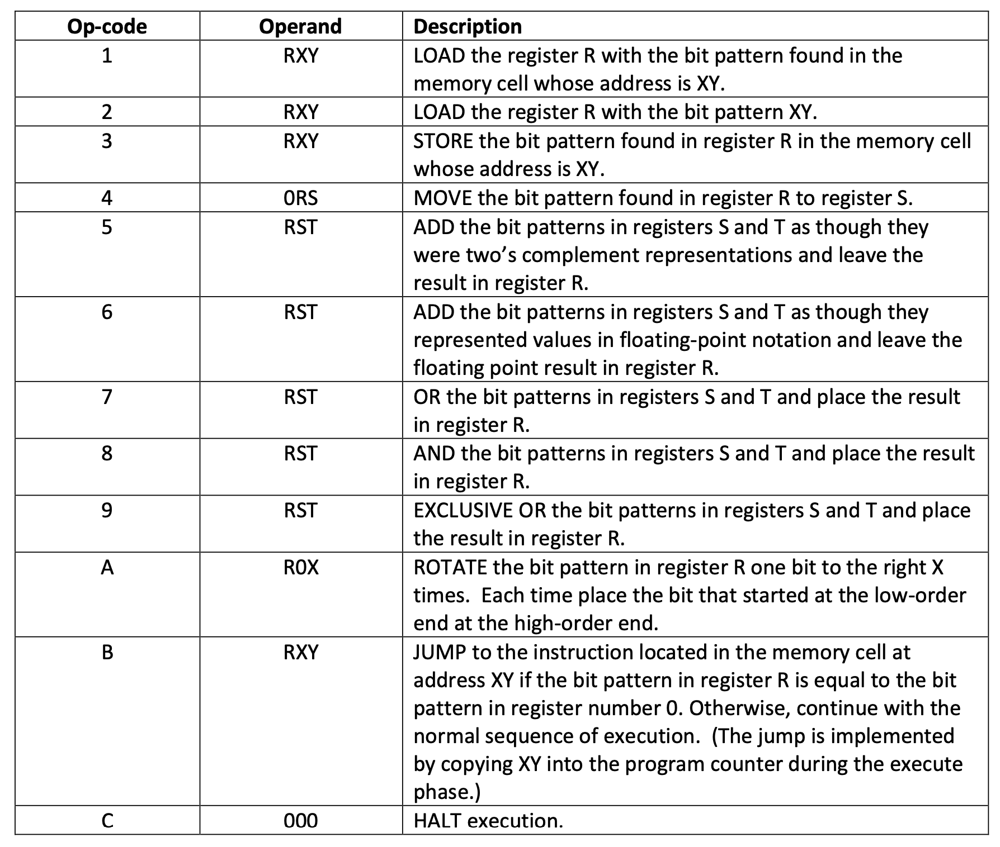 Op-code Operand Description
1 RXY LOAD the register R with the bit pattern found in the
memory cell whose address is XY.
2 RXY LOAD the register R with the bit pattern XY.
3 RXY STORE the bit pattern found in register R in the memory cell
whose address is XY.
4 0RS MOVE the bit pattern found in register R to register S.
5 RST ADD the bit patterns in registers S and T as though they
were two’s complement representations and leave the
result in register R.
6 RST ADD the bit patterns in registers S and T as though they
represented values in floating-point notation and leave the
floating point result in register R.
7 RST OR the bit patterns in registers S and T and place the result
in register R.
8 RST AND the bit patterns in registers S and T and place the result
in register R.
9 RST EXCLUSIVE OR the bit patterns in registers S and T and place
the result in register R.
A R0X ROTATE the bit pattern in register R one bit to the right X
times.  Each time place the bit that started at the low-order
end at the high-order end.
B RXY JUMP to the instruction located in the memory cell at
address XY if the bit pattern in register R is equal to the bit
pattern in register number 0. Otherwise, continue with the
normal sequence of execution.  (The jump is implemented
by copying XY into the program counter during the execute
phase.)
C 000 HALT execution.